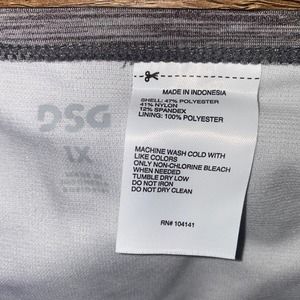 DSG
1X
MADE IN INDONESIA
SHELL: 47% POLYESTER
41% NYLON
12% SPANDEX
LINING: 100% POLYESTER
MACHINE WASH COLD WITH
LIKE COLORS
ONLY NON-CHLORINE BLEACH
WHEN NEEDED
TUMBLE DRY LOW
DO NOT IRON
DO NOT DRY CLEAN
RN# 104141